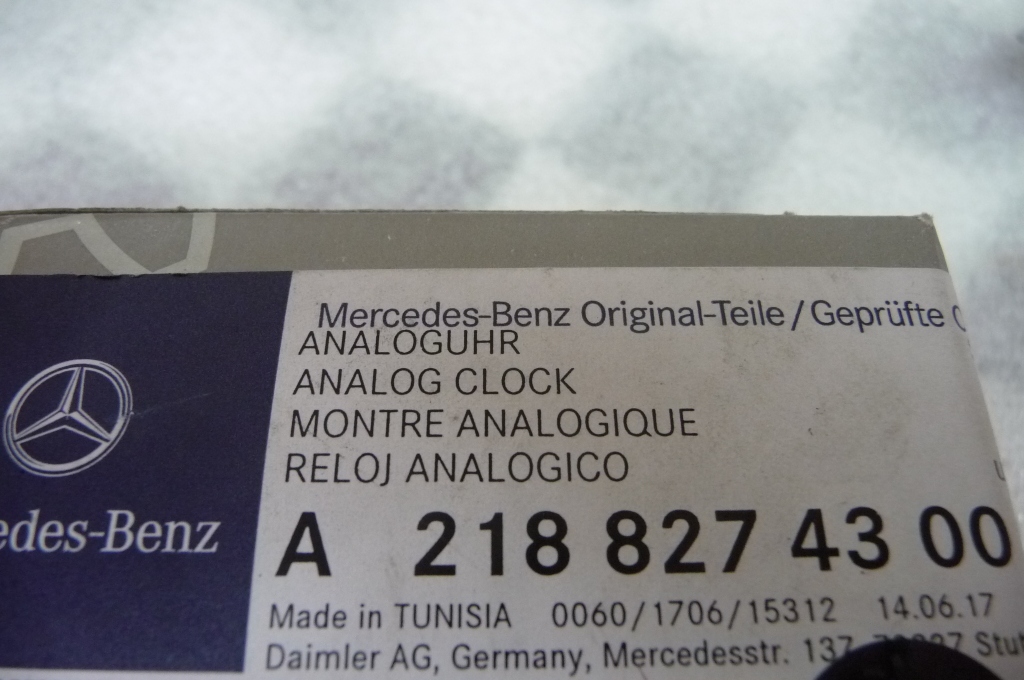 Mercedes-Benz Original-Teile / Geprüfte
ANALOGUHR
ANALOG CLOCK
MONTRE ANALOGIQUE
RELOJ ANALOGICO
edes-Benz
A 218 827 43 00
Made in TUNISIA 0060/1706/15312 14.06.17
Daimler AG, Germany, Mercedesstr. 137